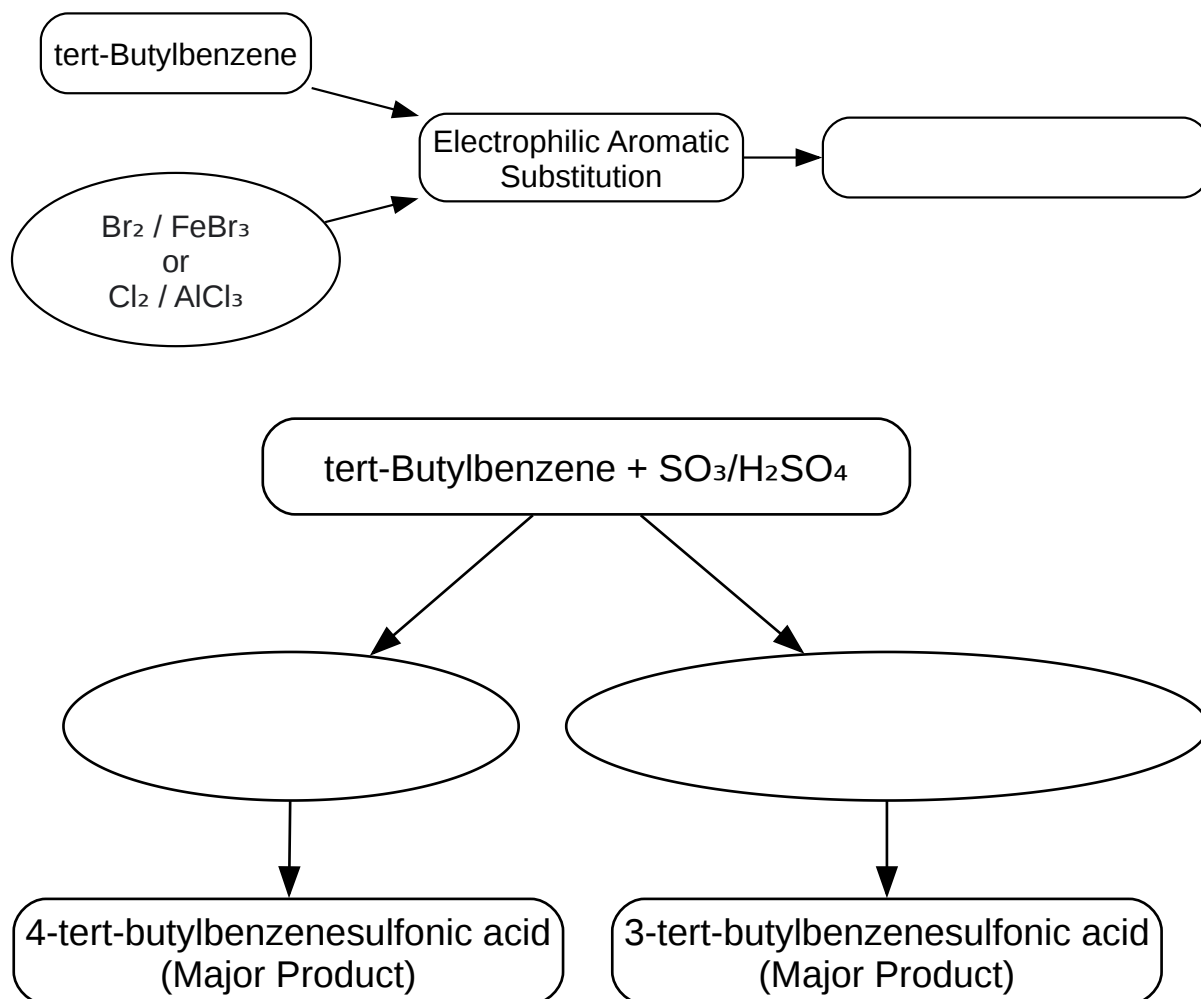 tert-Butylbenzene
Electrophilic Aromatic
Substitution
Br₂ / FeBr₃
or
Cl₂ / AlCl₃
tert-Butylbenzene + SO₃/H₂SO₄
4-tert-butylbenzenesulfonic acid
(Major Product)
3-tert-butylbenzenesulfonic acid
(Major Product)